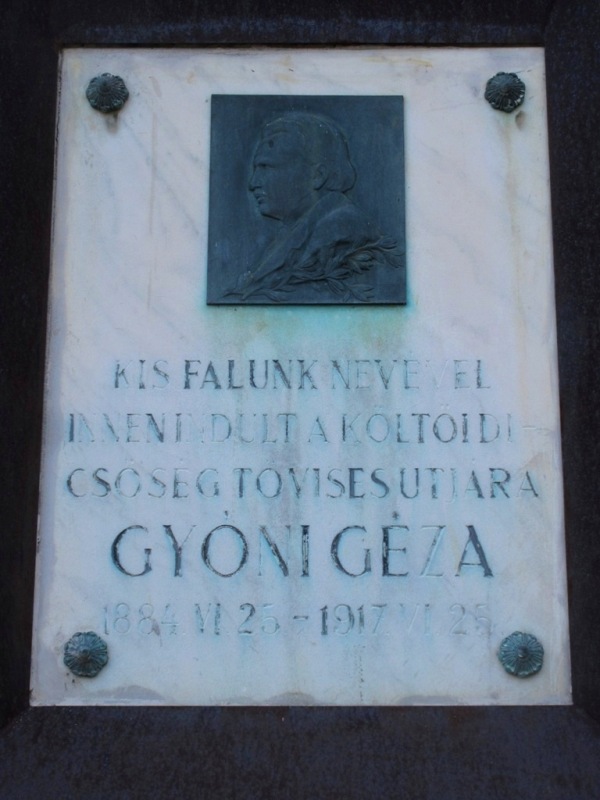 KIS FALUNK NEVÉVEL
INNEN INDULT A KÖLTŐI DI-
CSŐSÉG TÖVISES UTJÁRA
GYÓNI GÉZA
1884. VI. 25 - 1917. VI. 25.